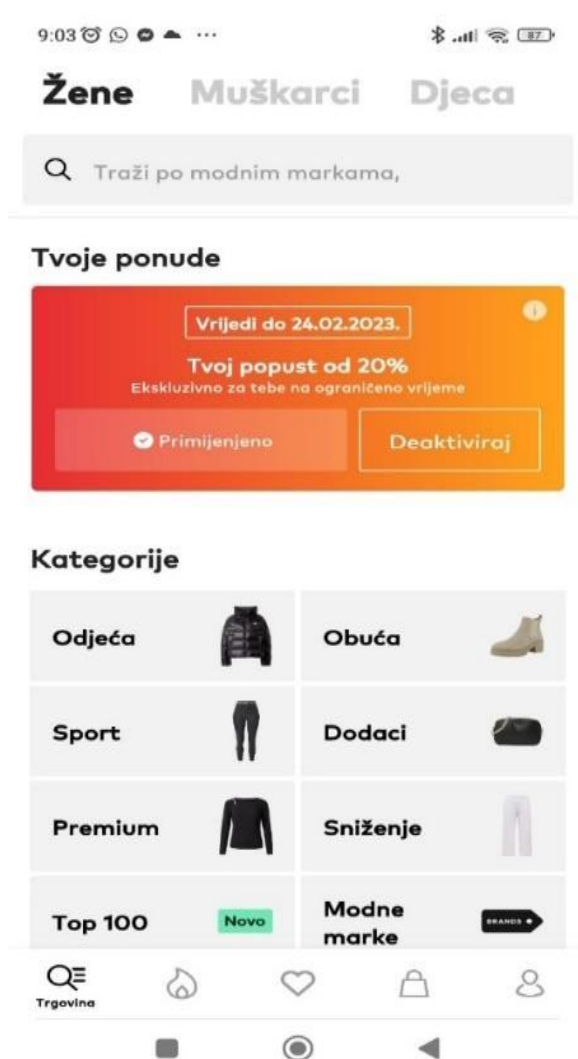 9:03
87
Žene Muškarci Djeca
Traži po modnim markama,
Tvoje ponude
Vrijedi do 24.02.2023.
Tvoj popust od 20%
Ekskluzivno za tebe na ograničeno vrijeme
Primijenjeno
Deaktiviraj
Kategorije
Odjeća
Obuća
Sport
Dodaci
Premium
Sniženje
Top 100
Novo
Modne
marke
BRANDS
Trgovina